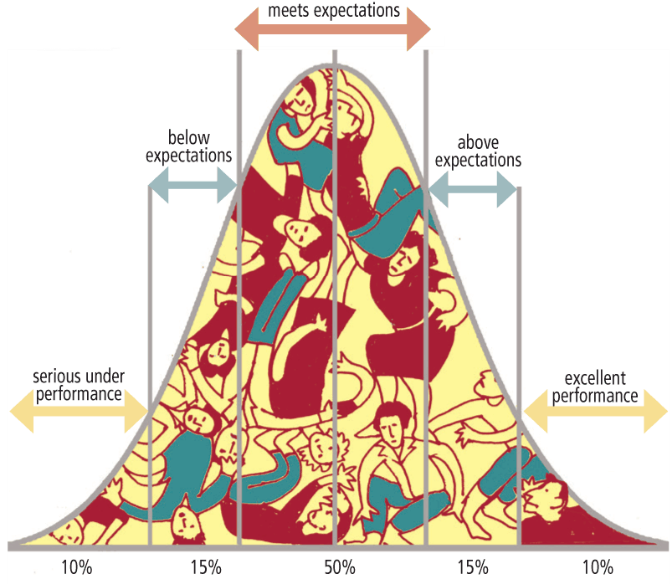 meets expectations
below
expectations
above
expectations
serious under
performance
excellent
performance
10%
15%
50%
15%
10%